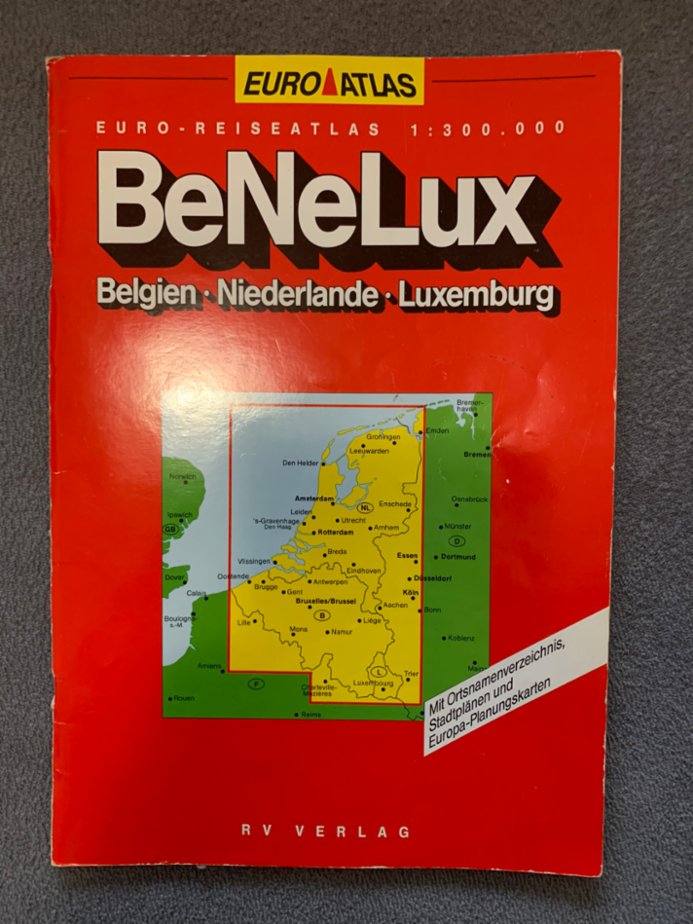 EURO ATLAS
EURO-REISEATLAS 1:300.000
BeNeLux
Belgien · Niederlande · Luxemburg
Bremer-
haven
Emden
Groningen
Leeuwarden
Bremen
Den Helder
Norwich
Osnabrück
Amsterdam
Enschede
NL
Leiden
Ipswich
's-Gravenhage
Den Haag
Utrecht
Arnhem
Münster
GB
Rotterdam
D
Breda
Essen
Dortmund
Vlissingen
Eindhoven
Dover
Oostende
Düsseldorf
Brugge
Antwerpen
Gent
Calais
Köln
Bruxelles/Brussel
Aachen
Bonn
Boulogne-
s.-M.
B
Lille
Liège
Mons
Namur
Koblenz
Amiens
L
Trier
Mainz
F
Charleville-
Mézières
Luxembourg
Rouen
Reims
Mit Ortsnamenverzeichnis,
Stadtplänen und
Europa-Planungskarten
RV VERLAG